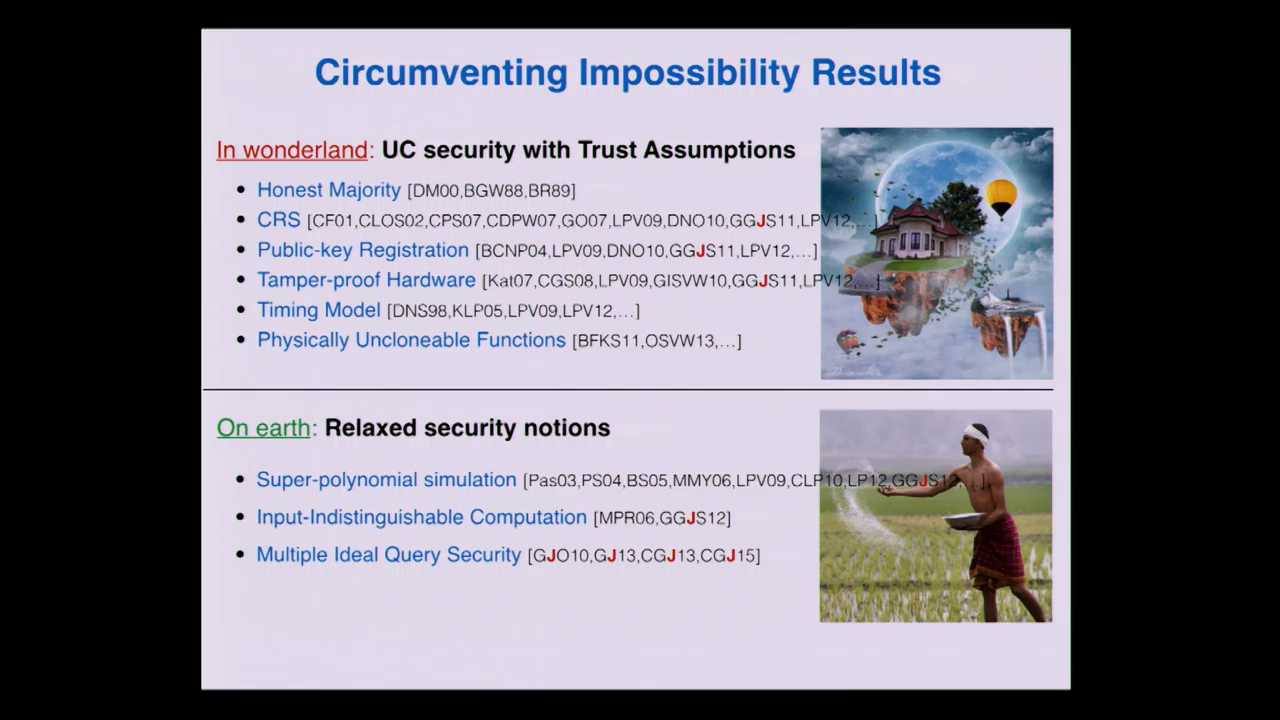 Circumventing Impossibility Results
In wonderland: UC security with Trust Assumptions
• Honest Majority [DM00,BGW88,BR89]
• CRS [CF01,CLOS02,CPS07,CDPW07,GO07,LPV09,DNO10,GGJS11,LPV12,…]
• Public-key Registration [BCNP04,LPV09,DNO10,GGJS11,LPV12,…]
• Tamper-proof Hardware [Kat07,CGS08,LPV09,GISVW10,GGJS11,LPV12,…]
• Timing Model [DNS98,KLP05,LPV09,LPV12,…]
• Physically Uncloneable Functions [BFKS11,OSVW13,…]
On earth: Relaxed security notions
• Super-polynomial simulation [Pas03,PS04,BS05,MMY06,LPV09,CLP10,LP12,GGJS12,…]
• Input-Indistinguishable Computation [MPR06,GGJS12]
• Multiple Ideal Query Security [GJO10,GJ13,CGJ13,CGJ15]